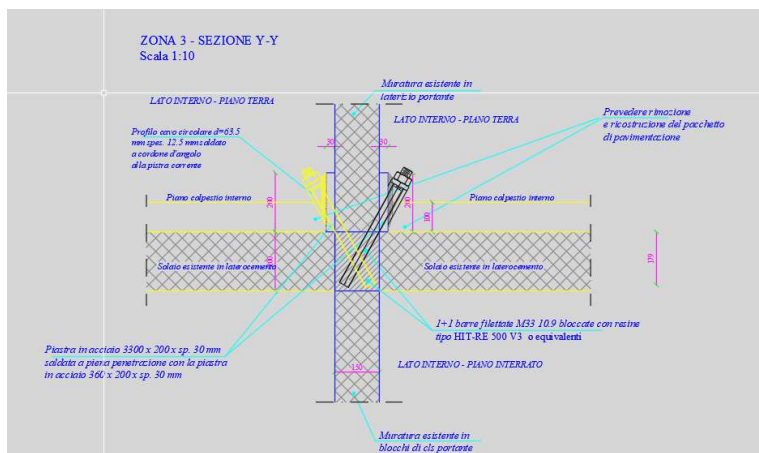 ZONA 3 - SEZIONE Y-Y
Scala 1:10
Muratura esistente in
laterizio portante
LATO INTERNO - PIANO TERRA
LATO INTERNO - PIANO TERRA
Prevedere rimozione
e ricostruzione del pacchetto
di pavimentazione
Profilo cavo circolare d=63.5
mm spes. 12.5 mm saldato
a cordone d'angolo
alla pistra corrente
30
30
Piano calpestio interno
Piano calpestio interno
200
200
100
Solaio esistente in laterocemento
Solaio esistente in laterocemento
1+1 barre filettate M33 10.9 bloccate con resine
tipo HIT-RE 500 V3 o equivalenti
Piastra in acciaio 3300 x 200 x sp. 30 mm
saldata a piena penetrazione con la piastra
in acciaio 360 x 200 x sp. 30 mm
LATO INTERNO - PIANO INTERRATO
150
Muratura esistente in
blocchi di cls portante